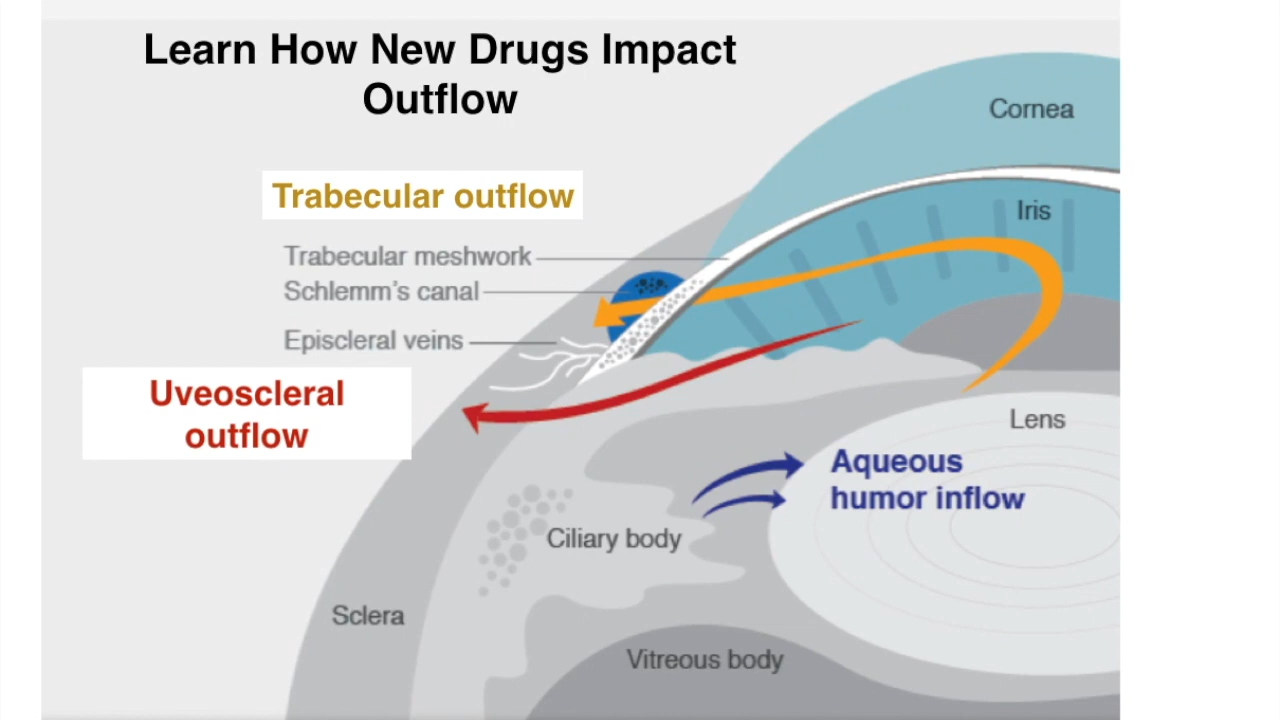 Learn How New Drugs Impact
Outflow
Cornea
Trabecular outflow
Iris
Trabecular meshwork
Schlemm's canal
Episcleral veins
Uveoscleral
outflow
Lens
Aqueous
humor inflow
Ciliary body
Sclera
Vitreous body